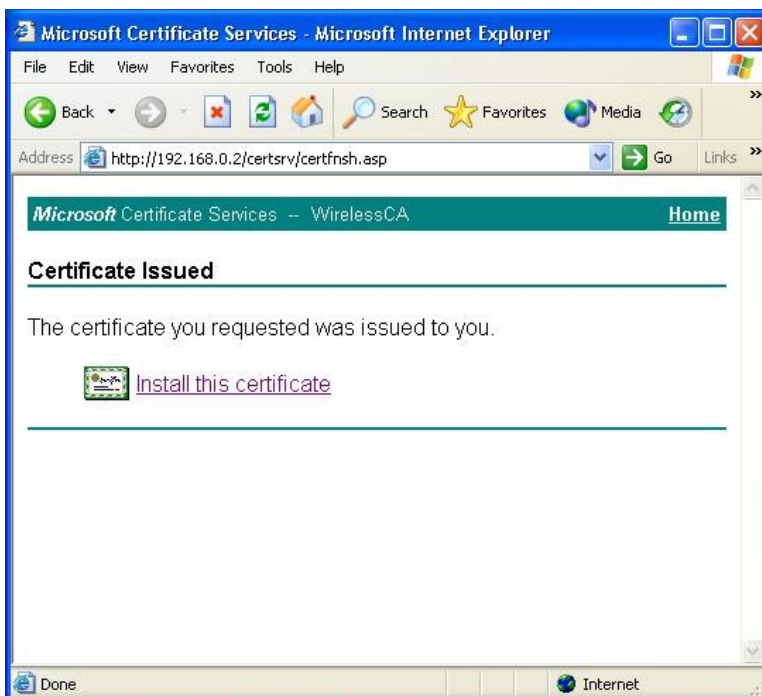 Microsoft Certificate Services - Microsoft Internet Explorer
File Edit View Favorites Tools Help
Back Search Favorites Media »
Address http://192.168.0.2/certsrv/certfnsh.asp Go Links »
Microsoft Certificate Services -- WirelessCA Home
Certificate Issued
The certificate you requested was issued to you.
Install this certificate
Done Internet